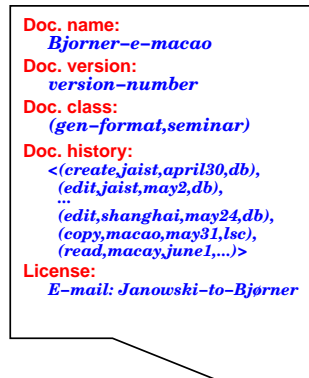 Doc. name:
Bjorner-e-macao
Doc. version:
version-number
Doc. class:
(gen-format,seminar)
Doc. history:
<(create,jaist,april30,db),
(edit,jaist,may2,db),
...
(edit,shanghai,may24,db),
(copy,macao,may31,lsc),
(read,macay,june1,...)>
License:
E-mail: Janowski-to-Bjørner